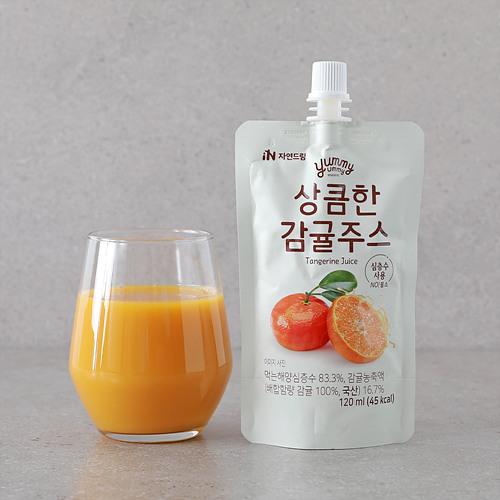 iN 자연드림
yummy
yummy
상큼한
감귤주스
Tangerine Juice
심층수
사용
NO!불소
이미지 사진
먹는해양심층수 83.3%, 감귤농축액
(배합함량 감귤 100%, 국산) 16.7%
120 ml (45 kcal)